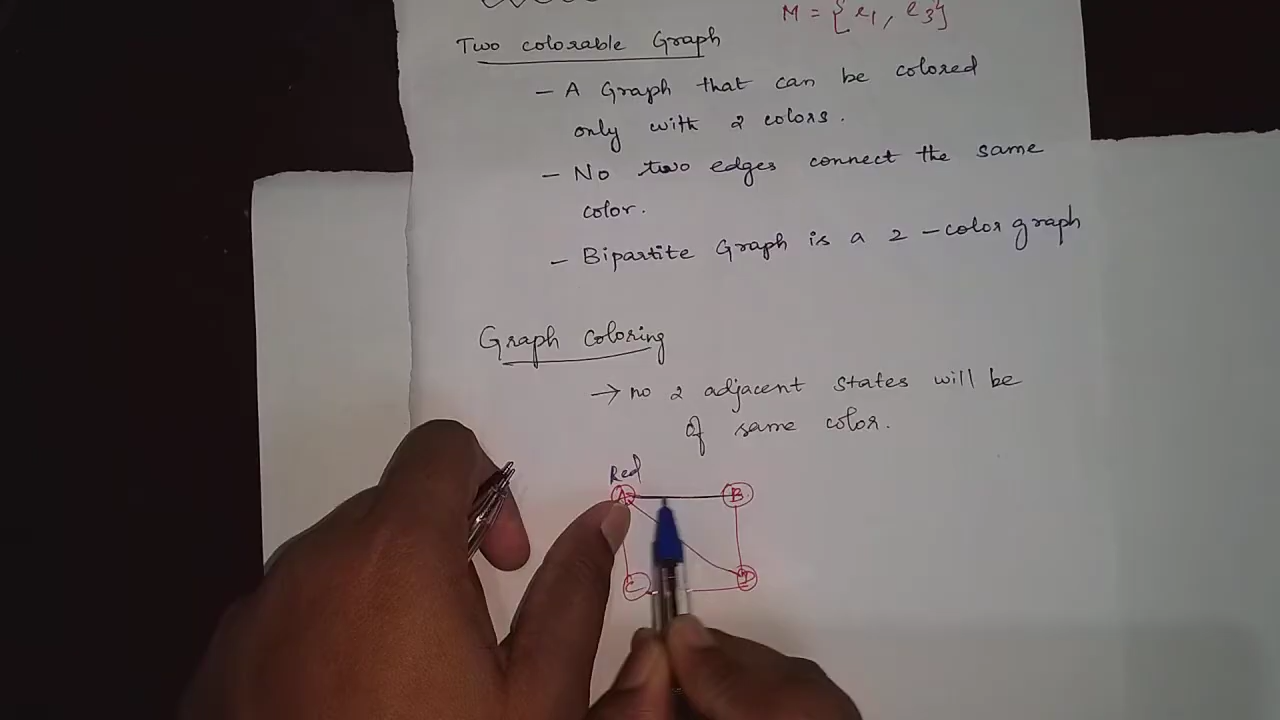 M = {e1, e3}
Two colorable Graph
- A Graph that can be colored
only with 2 colors.
- No two edges connect the same
color.
- Bipartite Graph is a 2 -color graph
Graph coloring
→ no 2 adjacent states will be
of same color.
Red
A B
C D